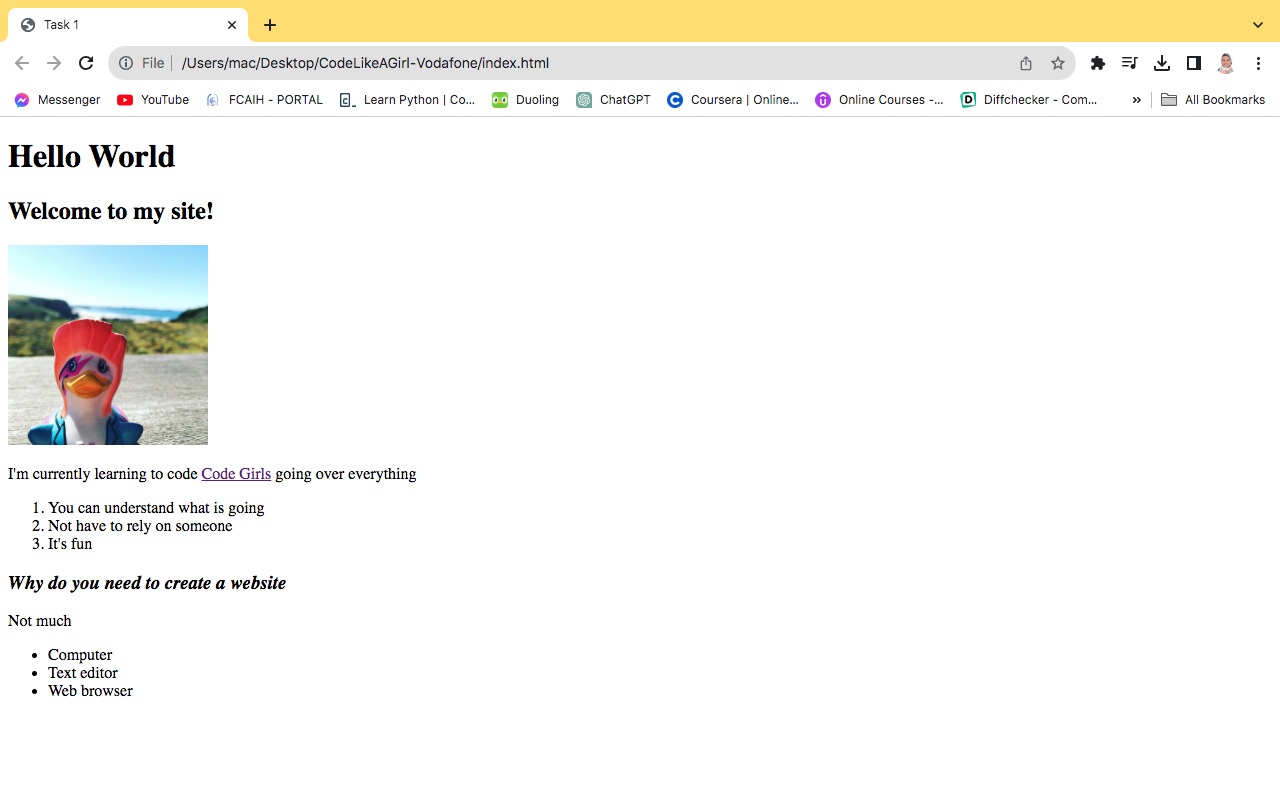 Task 1
File /Users/mac/Desktop/CodeLikeAGirl-Vodafone/index.html
Messenger YouTube FCAIH - PORTAL Learn Python | Co... Duoling ChatGPT Coursera | Online... Online Courses -... Diffchecker - Com... » All Bookmarks
Hello World
Welcome to my site!
I'm currently learning to code Code Girls going over everything
1. You can understand what is going
2. Not have to rely on someone
3. It's fun
Why do you need to create a website
Not much
• Computer
• Text editor
• Web browser